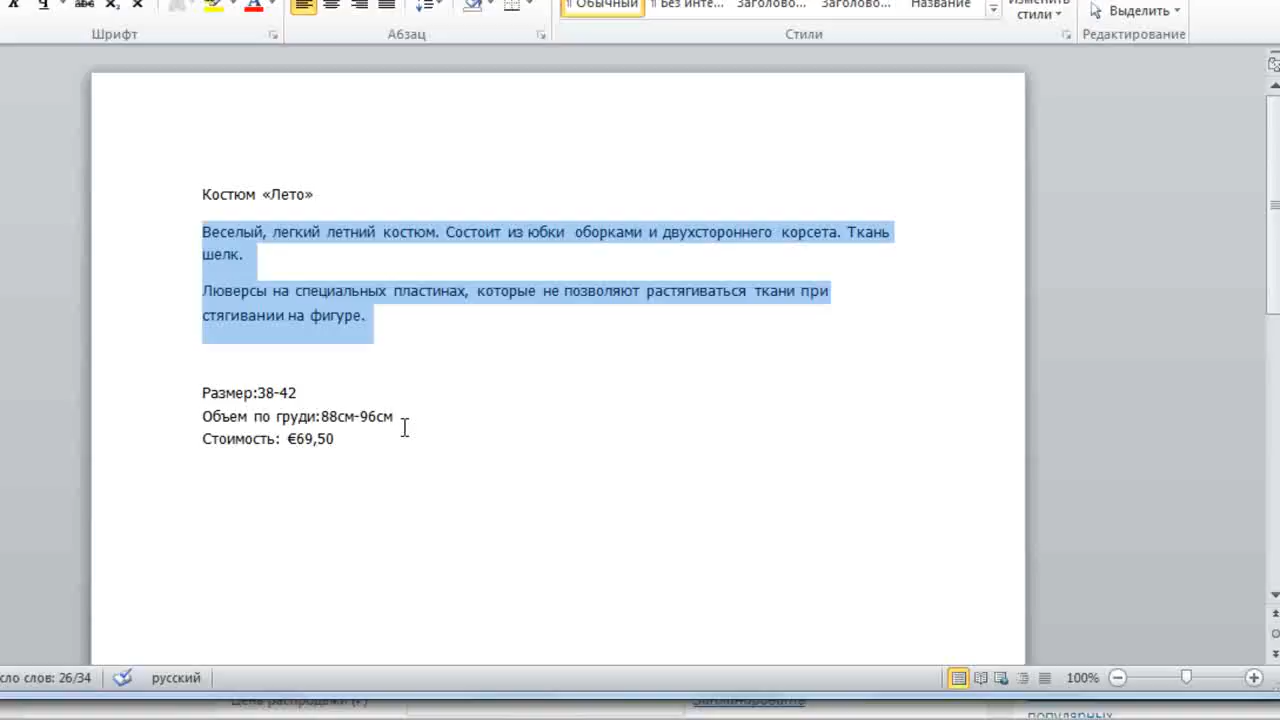 Обычный
¶ Без инте...
Заголово...
Заголово...
Название
Изменить
стили
Выделить
Шрифт
Абзац
Стили
Редактирование
Костюм «Лето»
Веселый, легкий летний костюм. Состоит из юбки оборками и двухстороннего корсета. Ткань
шелк.
Люверсы на специальных пластинах, которые не позволяют растягиваться ткани при
стягивании на фигуре.
Размер:38-42
Объем по груди:88см-96см
Стоимость: €69,50
сло слов: 26/34
русский
100%
популярных